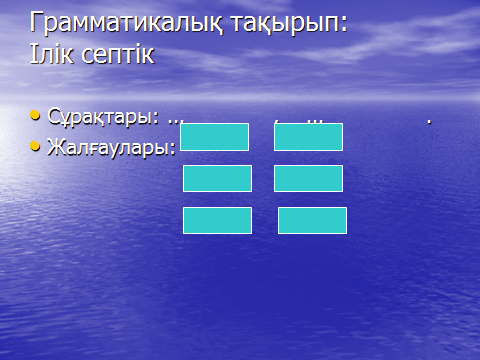 Грамматикалық тақырып:
Ілік септік
Сұрақтары: ... , ... .
Жалғаулары: